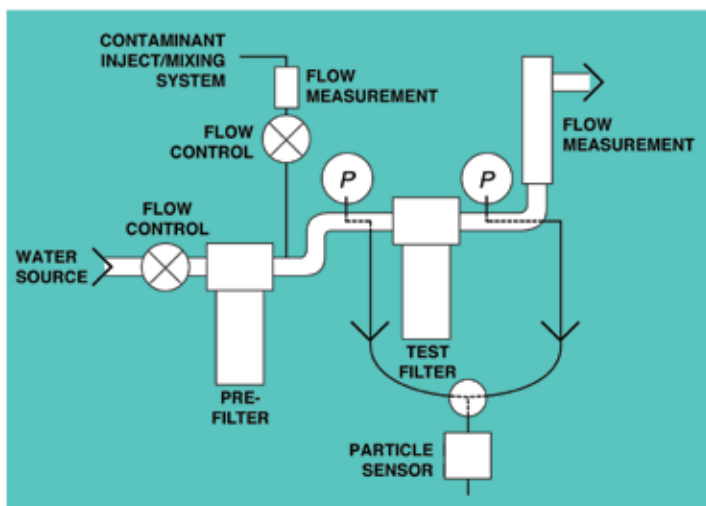 CONTAMINANT
INJECT/MIXING
SYSTEM
FLOW
MEASUREMENT
FLOW
CONTROL
P
P
FLOW
MEASUREMENT
FLOW
CONTROL
WATER
SOURCE
TEST
FILTER
PRE-
FILTER
PARTICLE
SENSOR